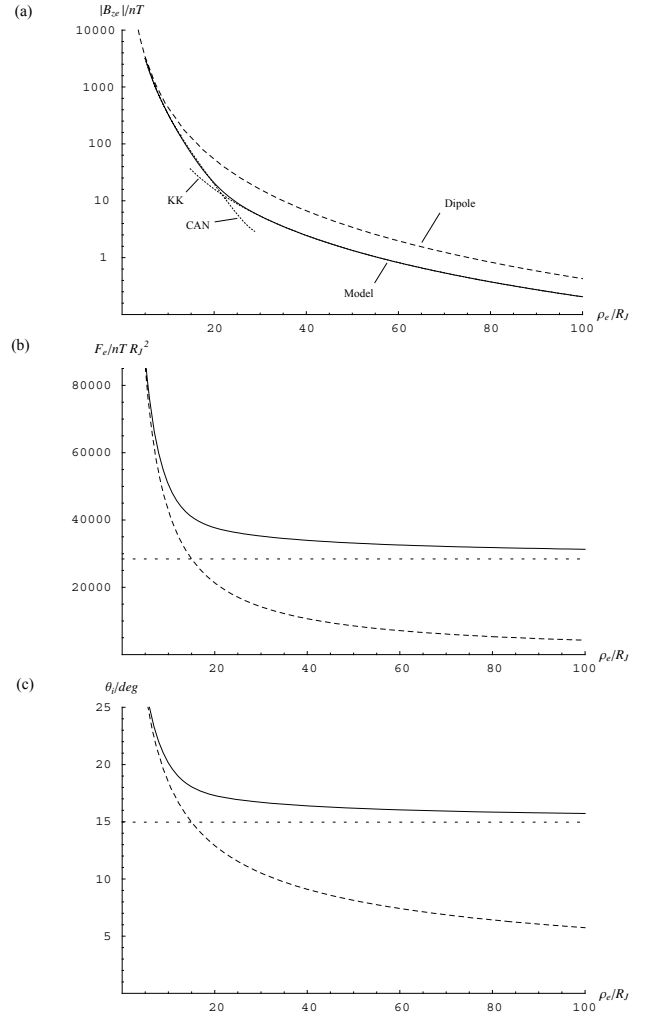 (a)
|B_ze|/nT
10000
1000
100
10
1
KK
CAN
Dipole
Model
20 40 60 80 100
ρ_e/R_J
(b)
F_e/nT R_J^2
80000
60000
40000
20000
20 40 60 80 100
ρ_e/R_J
(c)
θ_i/deg
25
20
15
10
5
20 40 60 80 100
ρ_e/R_J